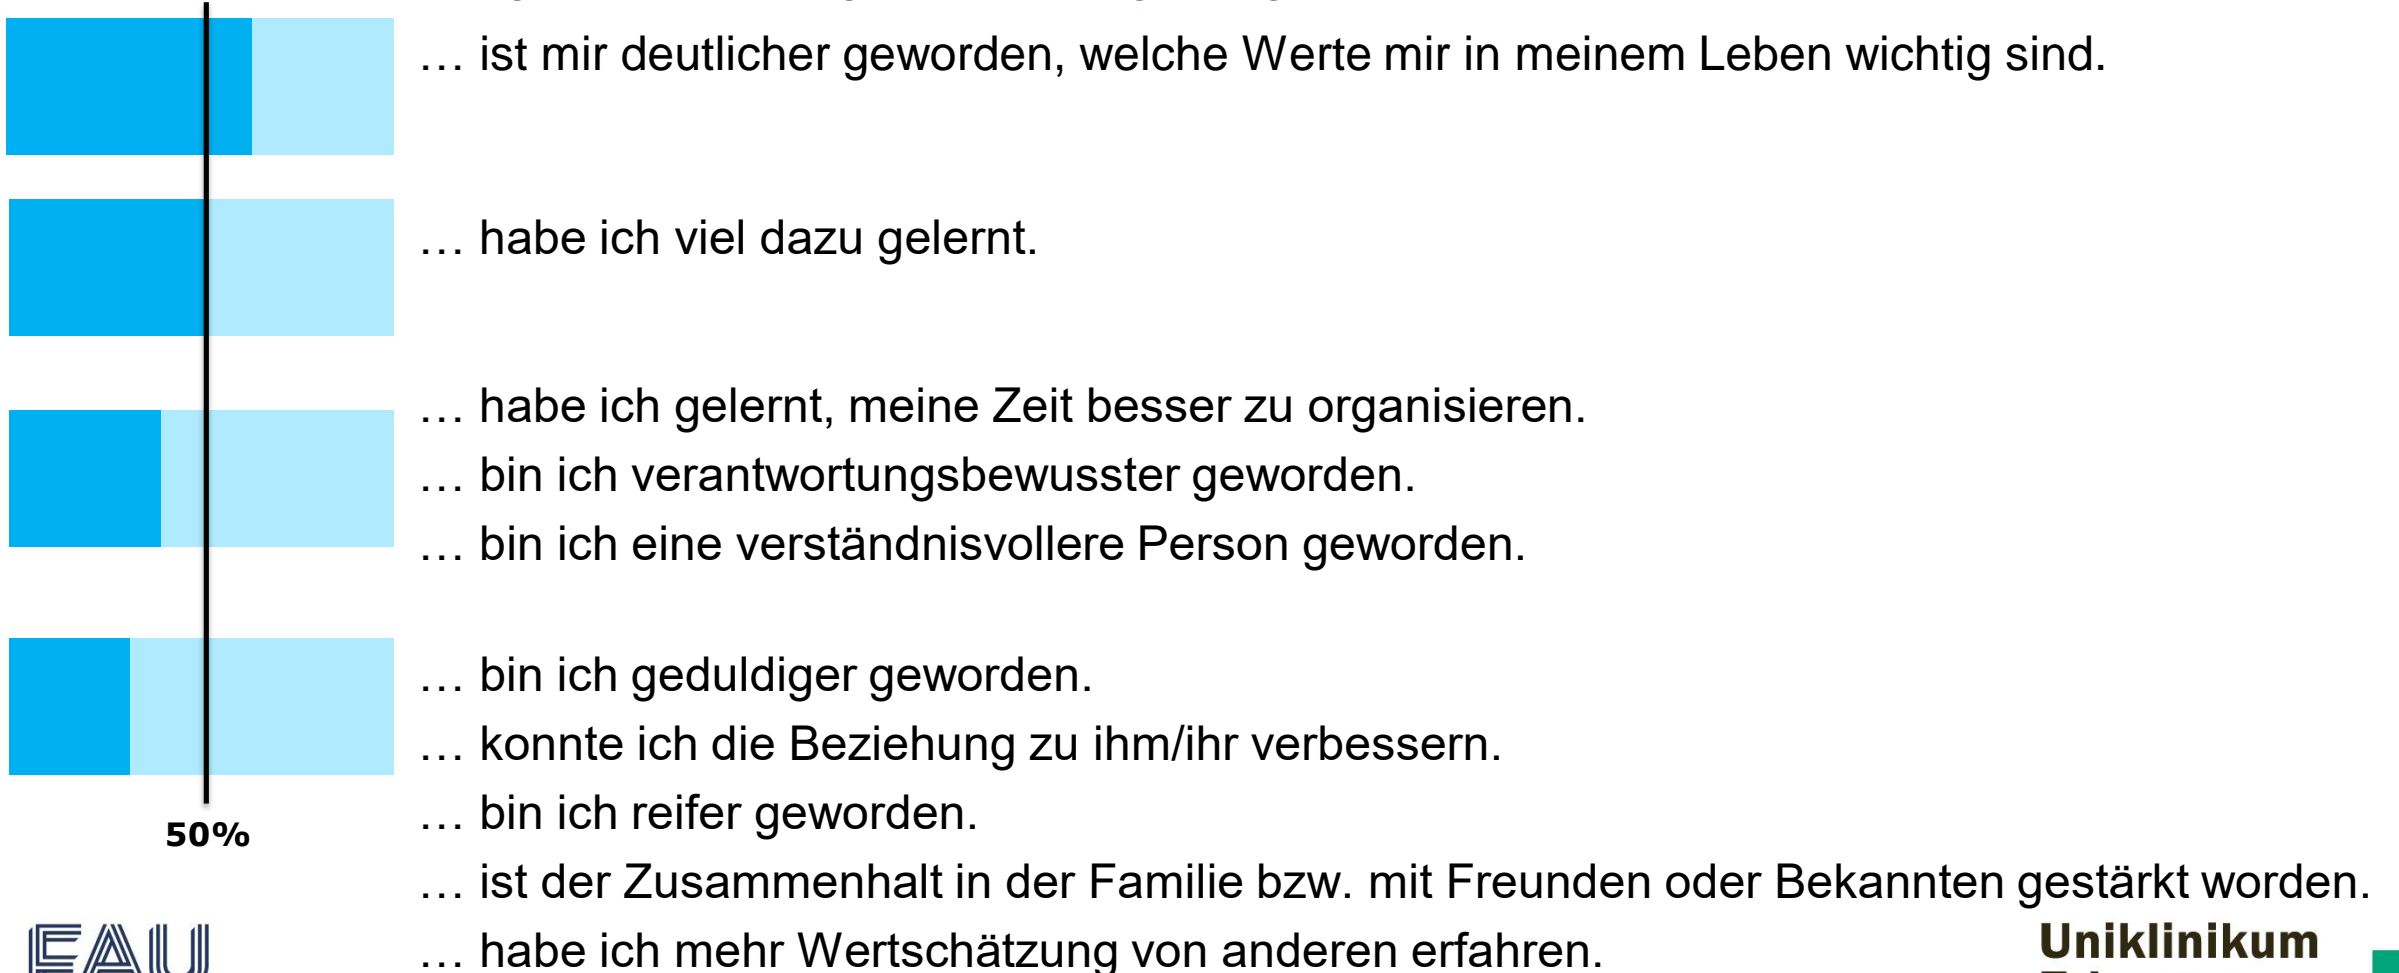 … ist mir deutlicher geworden, welche Werte mir in meinem Leben wichtig sind.
… habe ich viel dazu gelernt.
… habe ich gelernt, meine Zeit besser zu organisieren.
… bin ich verantwortungsbewusster geworden.
… bin ich eine verständnisvollere Person geworden.
… bin ich geduldiger geworden.
… konnte ich die Beziehung zu ihm/ihr verbessern.
… bin ich reifer geworden.
50%
… ist der Zusammenhalt in der Familie bzw. mit Freunden oder Bekannten gestärkt worden.
… habe ich mehr Wertschätzung von anderen erfahren.
FAU
Uniklinikum